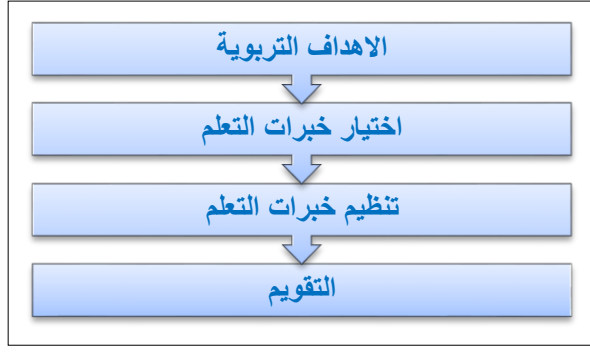 الاهداف التربوية
اختيار خبرات التعلم
تنظيم خبرات التعلم
التقويم